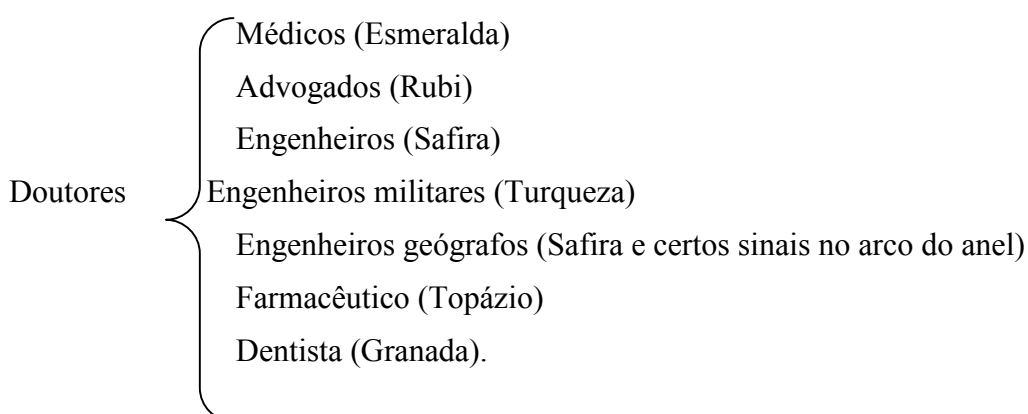 Médicos (Esmeralda)
Advogados (Rubi)
Engenheiros (Safira)
Doutores Engenheiros militares (Turqueza)
Engenheiros geógrafos (Safira e certos sinais no arco do anel)
Farmacêutico (Topázio)
Dentista (Granada).